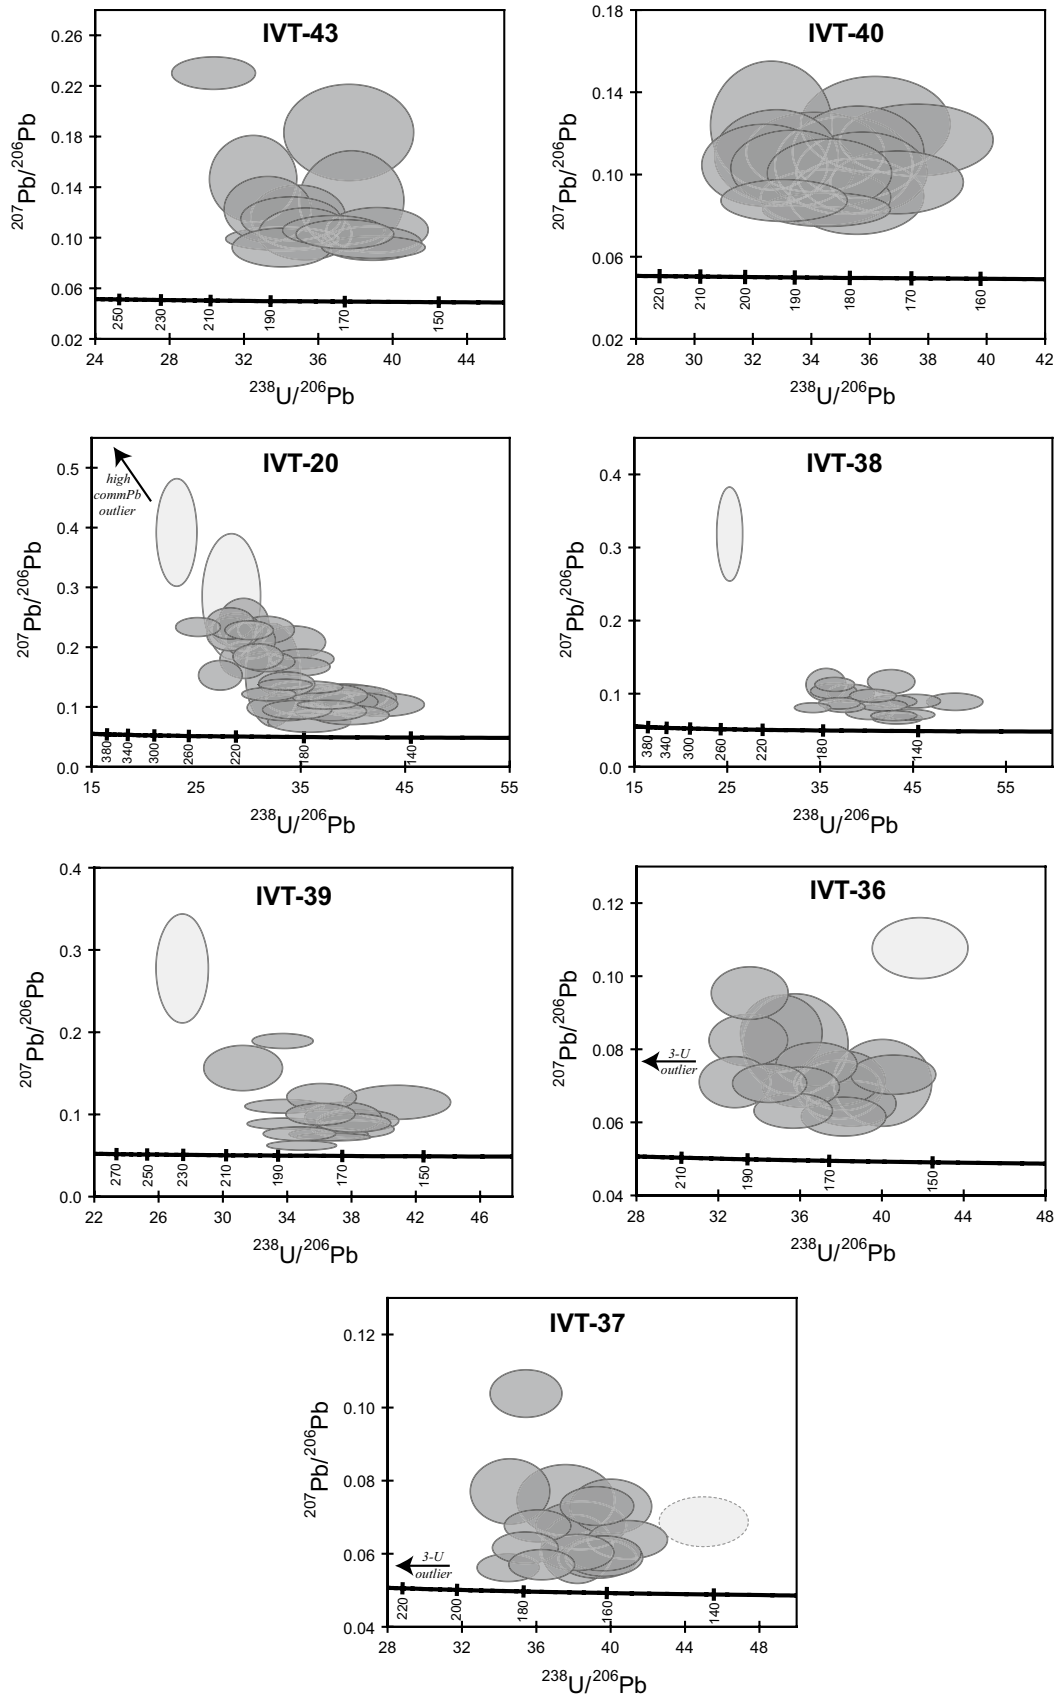 IVT-43
0.26
0.22
0.18
0.14
0.10
0.06
0.02
207Pb/206Pb
250
230
210
190
170
150
24 28 32 36 40 44
238U/206Pb
IVT-40
0.18
0.14
0.10
0.06
0.02
207Pb/206Pb
220
210
200
190
180
170
160
28 30 32 34 36 38 40 42
238U/206Pb
IVT-20
high
commPb
outlier
0.5
0.4
0.3
0.2
0.1
0.0
207Pb/206Pb
380
340
300
260
220
180
140
15 25 35 45 55
238U/206Pb
IVT-38
0.4
0.3
0.2
0.1
0.0
207Pb/206Pb
380
340
300
260
220
180
140
15 25 35 45 55
238U/206Pb
IVT-39
0.4
0.3
0.2
0.1
0.0
207Pb/206Pb
270
250
230
210
190
170
150
22 26 30 34 38 42 46
238U/206Pb
IVT-36
0.12
0.10
0.08
0.06
0.04
207Pb/206Pb
3-U
outlier
210
190
170
150
28 32 36 40 44 48
238U/206Pb
IVT-37
0.12
0.10
0.08
0.06
0.04
207Pb/206Pb
3-U
outlier
220
200
180
160
140
28 32 36 40 44 48
238U/206Pb